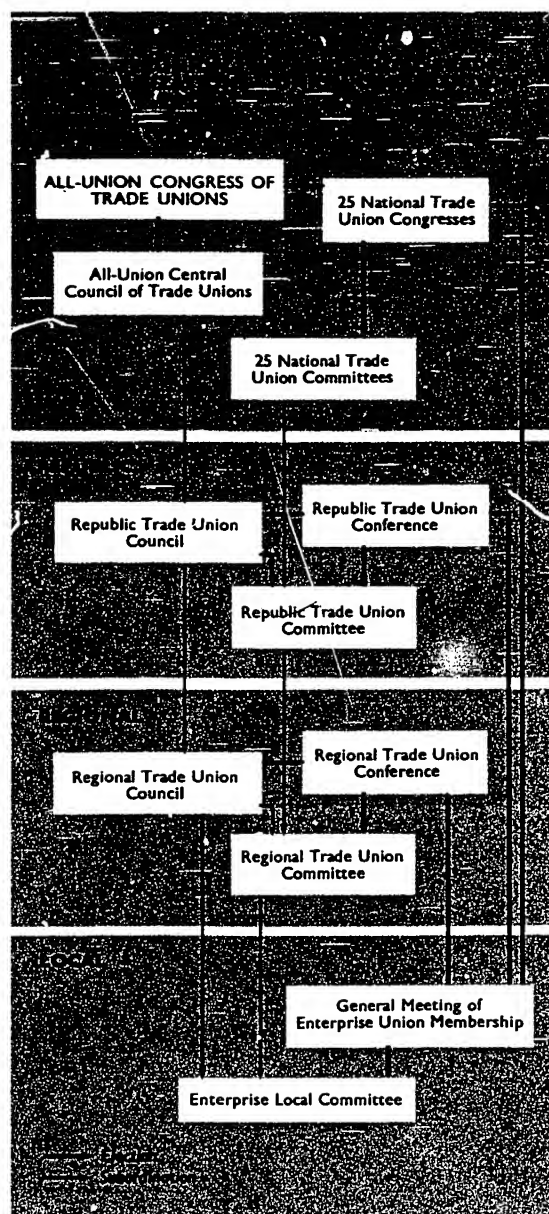 ALL-UNION CONGRESS OF
TRADE UNIONS
25 National Trade
Union Congresses
All-Union Central
Council of Trade Unions
25 National Trade
Union Committees
Republic Trade Union
Council
Republic Trade Union
Conference
Republic Trade Union
Committee
REGIONAL
Regional Trade Union
Council
Regional Trade Union
Conference
Regional Trade Union
Committee
LOCAL
General Meeting of
Enterprise Union Membership
Enterprise Local Committee